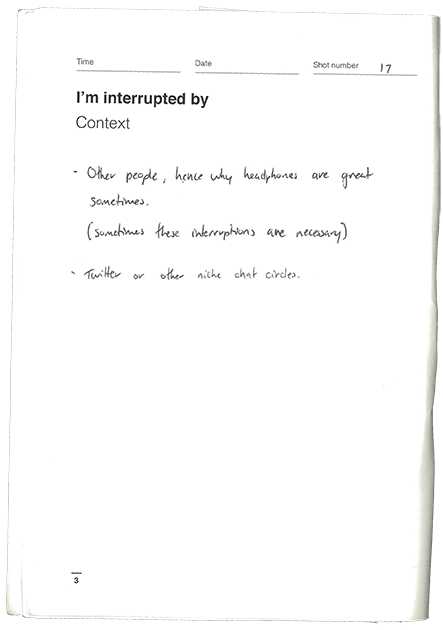 Time Date Shot number 17
I'm interrupted by
Context
- Other people, hence why headphones are great
sometimes.
(sometimes these interruptions are necessary)
- Twitter or other niche chat circles.
3